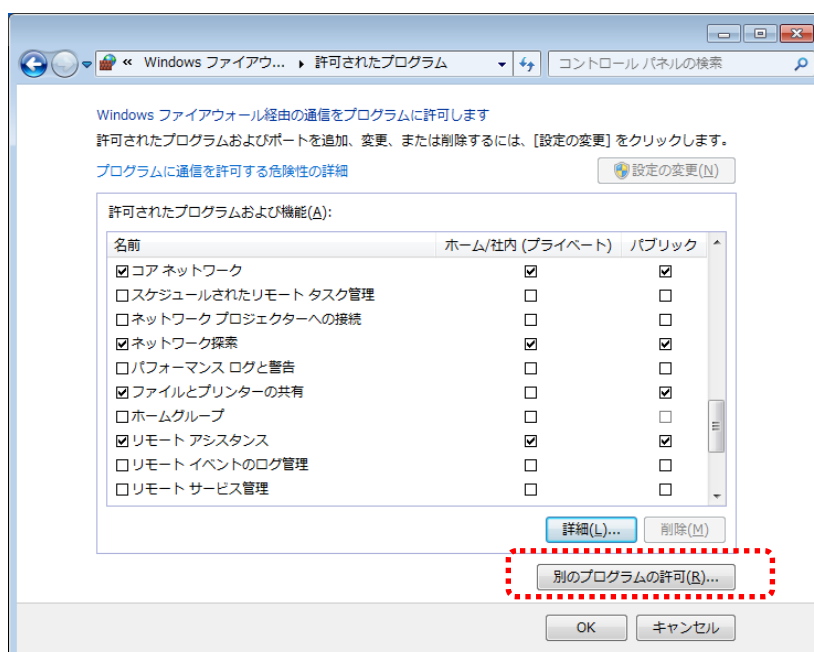 « Windows ファイアウ... 許可されたプログラム コントロール パネルの検索
Windows ファイアウォール経由の通信をプログラムに許可します
許可されたプログラムおよびポートを追加、変更、または削除するには、[設定の変更] をクリックします。
プログラムに通信を許可する危険性の詳細 設定の変更(N)
許可されたプログラムおよび機能(A):
名前 ホーム/社内 (プライベート) パブリック
コア ネットワーク
スケジュールされたリモート タスク管理
ネットワーク プロジェクターへの接続
ネットワーク探索
パフォーマンス ログと警告
ファイルとプリンターの共有
ホームグループ
リモート アシスタンス
リモート イベントのログ管理
リモート サービス管理
詳細(L)... 削除(M)
別のプログラムの許可(R)...
OK キャンセル